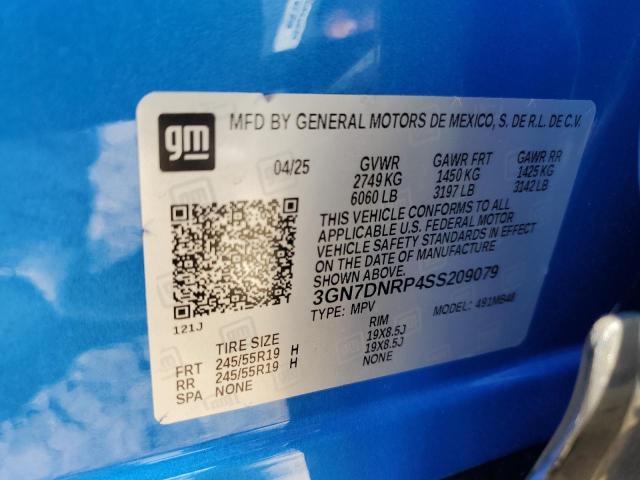 gm
MFD BY GENERAL MOTORS DE MEXICO, S. DE R.L. DE C.V.
04/25 GVWR GAWR FRT GAWR RR
2749 KG 1450 KG 1425 KG
6060 LB 3197 LB 3142 LB
THIS VEHICLE CONFORMS TO ALL
APPLICABLE U.S. FEDERAL MOTOR
VEHICLE SAFETY STANDARDS IN EFFECT
ON THE DATE OF MANUFACTURE
SHOWN ABOVE.
3GN7DNRP4SS209079
TYPE: MPV MODEL: 491MB48
121J
TIRE SIZE RIM
FRT 245/55R19 H 19X8.5J
RR 245/55R19 H 19X8.5J
SPA NONE NONE